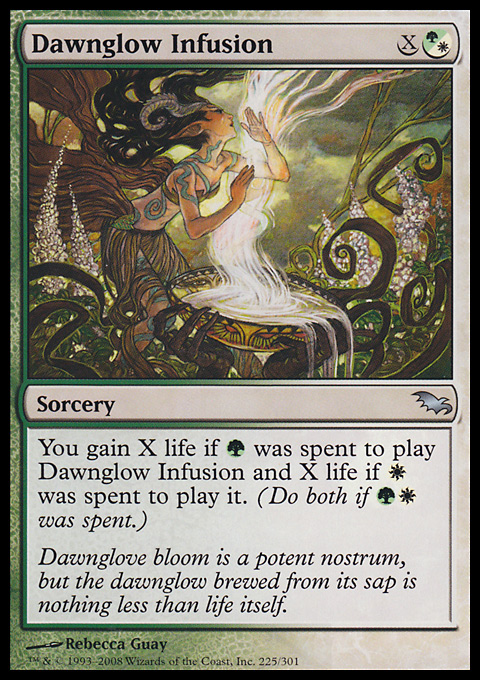 Dawnglow Infusion X
Sorcery
You gain X life if was spent to play
Dawnglow Infusion and X life if
was spent to play it. (Do both if
was spent.)
Dawnglove bloom is a potent nostrum,
but the dawnglow brewed from its sap is
nothing less than life itself.
Rebecca Guay
™ & © 1993–2008 Wizards of the Coast, Inc. 225/301